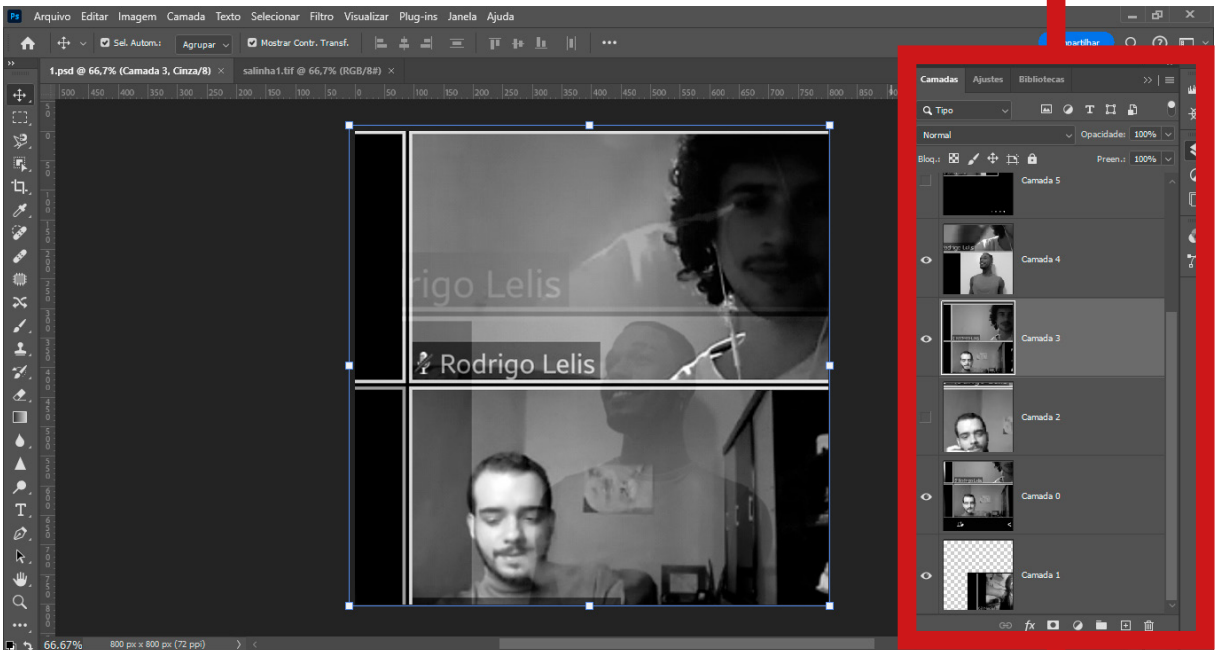 Ps Arquivo Editar Imagem Camada Texto Selecionar Filtro Visualizar Plug-ins Janela Ajuda
Sel. Autom.: Agrupar Mostrar Contr. Transf.
1.psd @ 66,7% (Camada 3, Cinza/8) × salinha1.tif @ 66,7% (RGB/8#) ×
500 450 400 350 300 250 200 150 100 50 0 50 100 150 200 250 300 350 400 450 500 550 600 650 700 750 800 850
rigo Lelis
Rodrigo Lelis
66,67% 800 px x 800 px (72 ppi)
Camadas Ajustes Bibliotecas
Tipo
Normal Opacidade: 100%
Bloq.: Preen.: 100%
Camada 5
Camada 4
Camada 3
Camada 2
Camada 0
Camada 1
fx